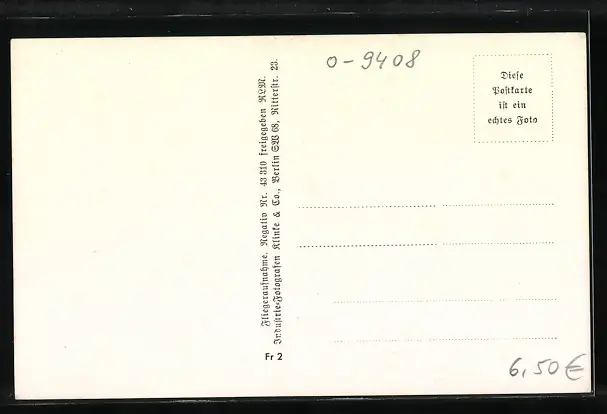 Fliegeraufnahme. Negativ Nr. 43 310 freigegeben RLM.
Industrie-Fotografen Klinke & Co., Berlin SW 68, Ritterstr. 23.
Fr 2
0-9408
Diese
Postkarte
ist ein
echtes Foto
6,50€